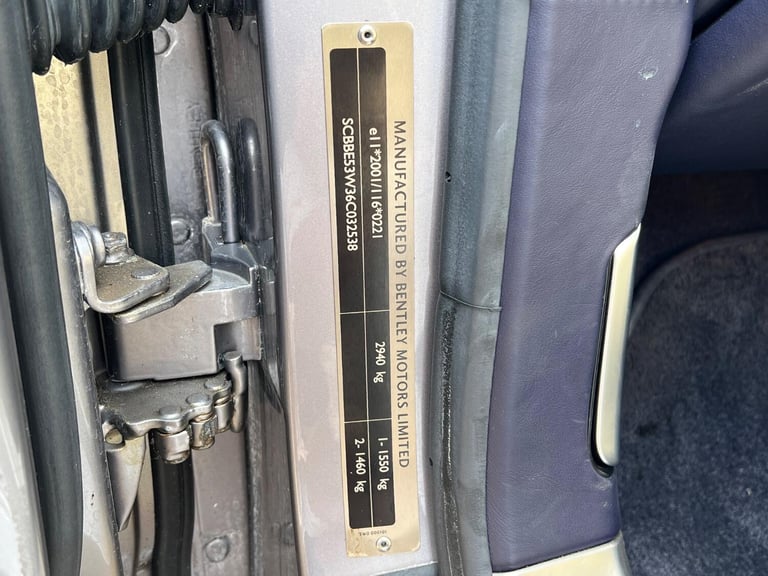 MANUFACTURED BY BENTLEY MOTORS LIMITED
e11*2001/116*0221
2940 kg
1- 1550 kg
SCBBE53W36C032538
2- 1460 kg